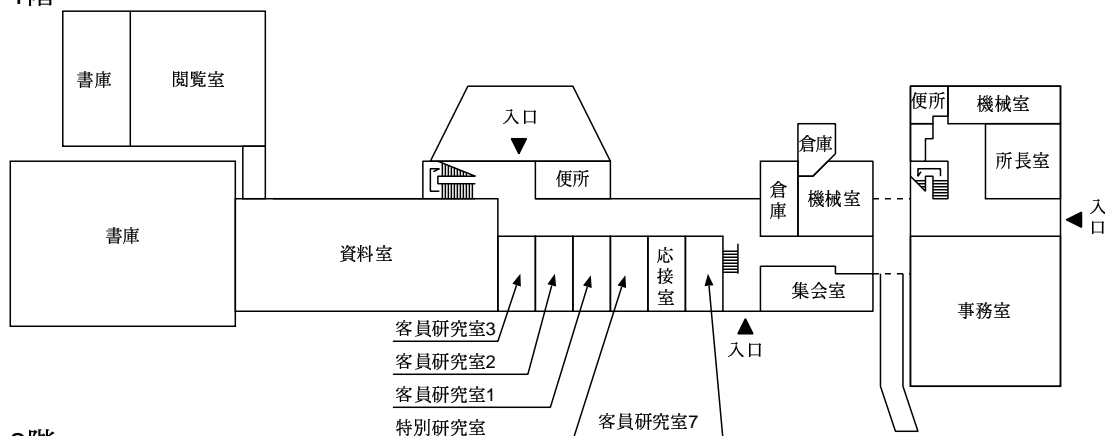 1階
書庫
閲覧室
入口
便所
倉庫
倉庫
機械室
便所
機械室
所長室
入口
書庫
資料室
応接室
集会室
事務室
入口
客員研究室3
客員研究室2
客員研究室1
特別研究室
客員研究室7